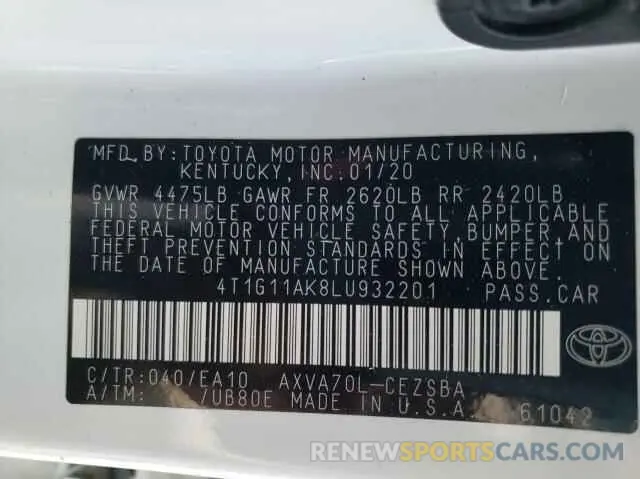 MFD.BY:TOYOTA MOTOR MANUFACTURING,
KENTUCKY,INC.01/20
GVWR 4475LB GAWR FR 2620LB RR 2420LB
THIS VEHICLE CONFORMS TO ALL APPLICABLE
FEDERAL MOTOR VEHICLE SAFETY,BUMPER,AND
THEFT PREVENTION STANDARDS IN EFFECT ON
THE DATE OF MANUFACTURE SHOWN ABOVE.
4T1G11AK8LU932201 PASS.CAR
C/TR:040/EA10 AXVA70L-CEZSBA
A/TM: /UB80E MADE IN U.S.A. 61042
RENEWSPORTSCARS.COM